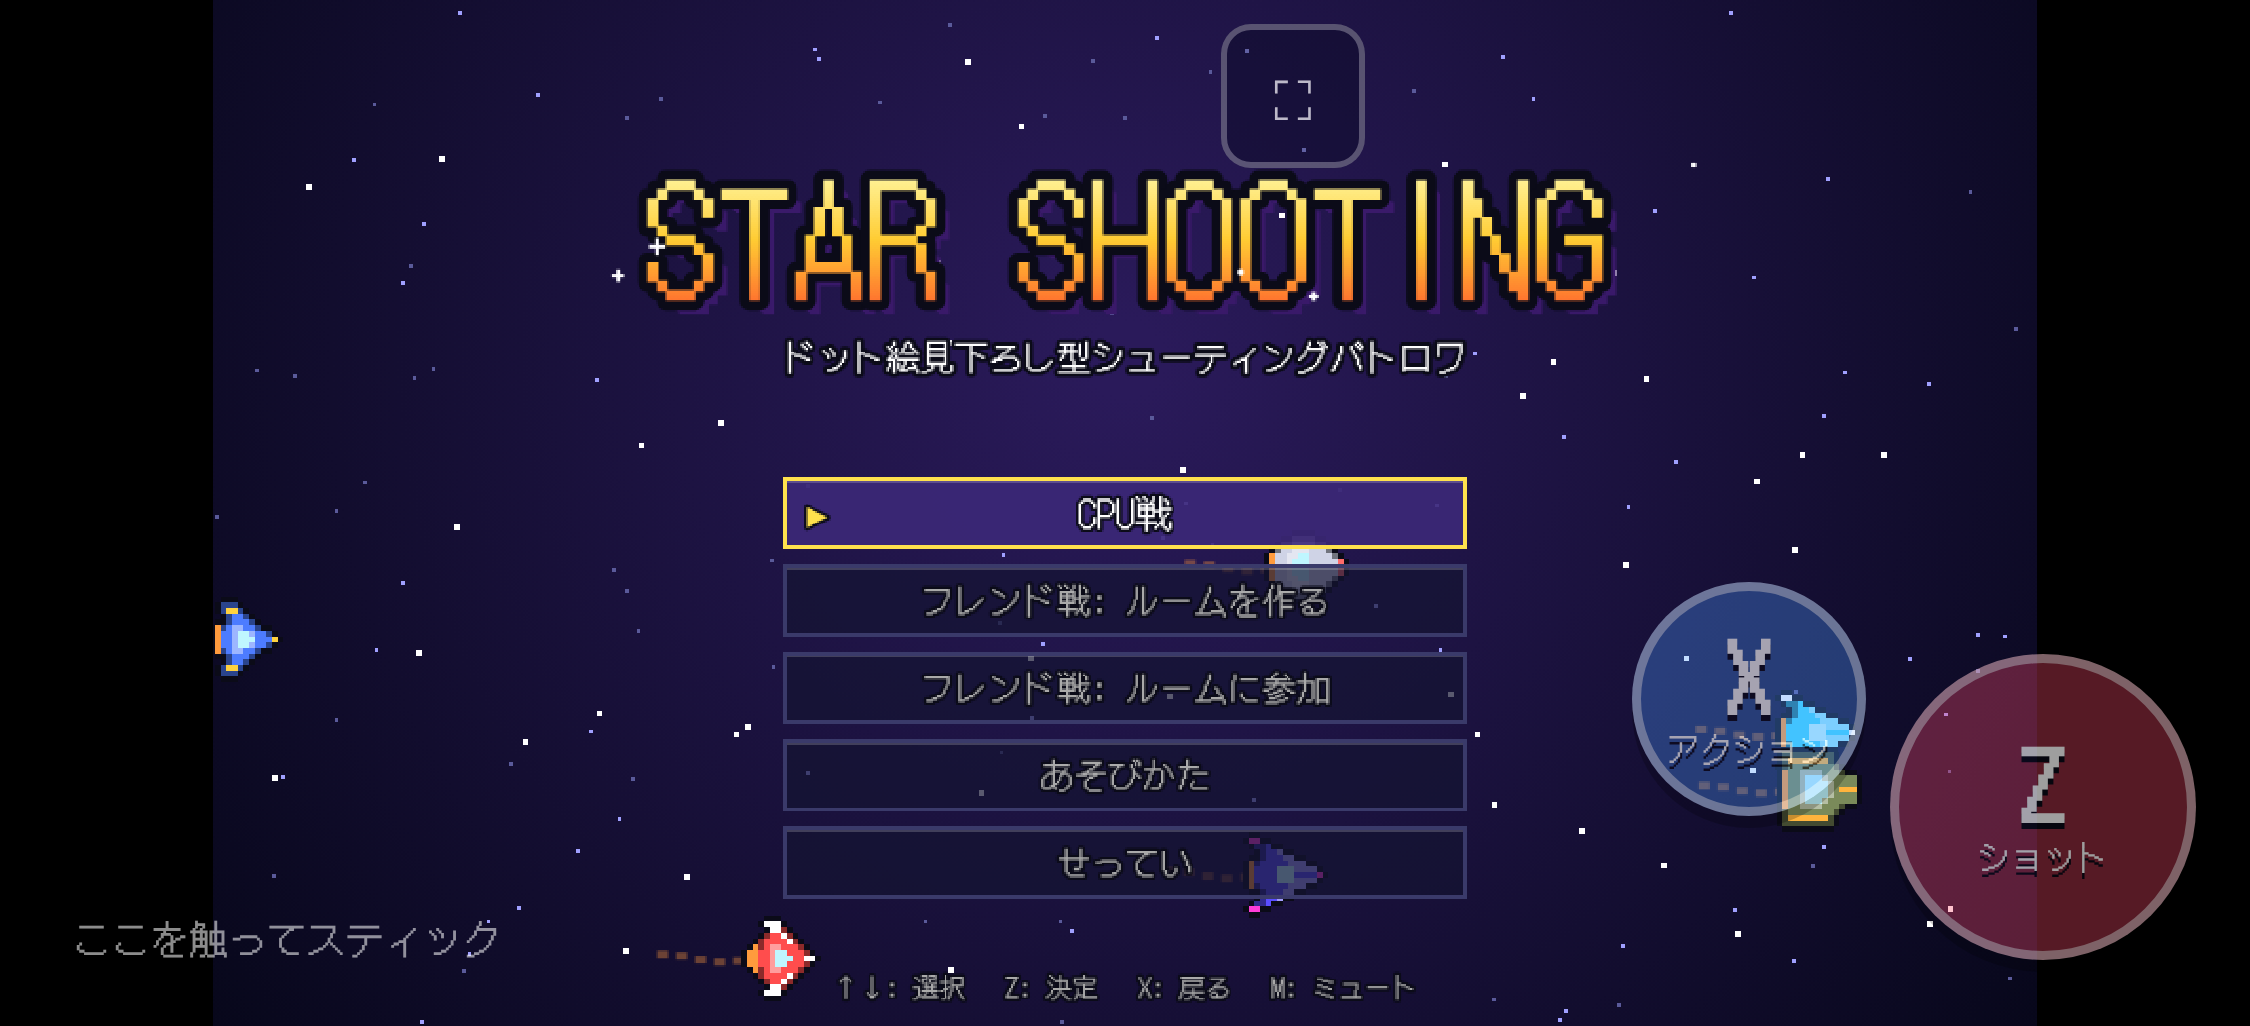 STAR SHOOTING
ドット絵見下ろし型シューティングバトロワ
▶ CPU戦
フレンド戦: ルームを作る
フレンド戦: ルームに参加
あそびかた
せってい
X
アクション
Z
ショット
ここを触ってスティック
↑↓: 選択 Z: 決定 X: 戻る M: ミュート